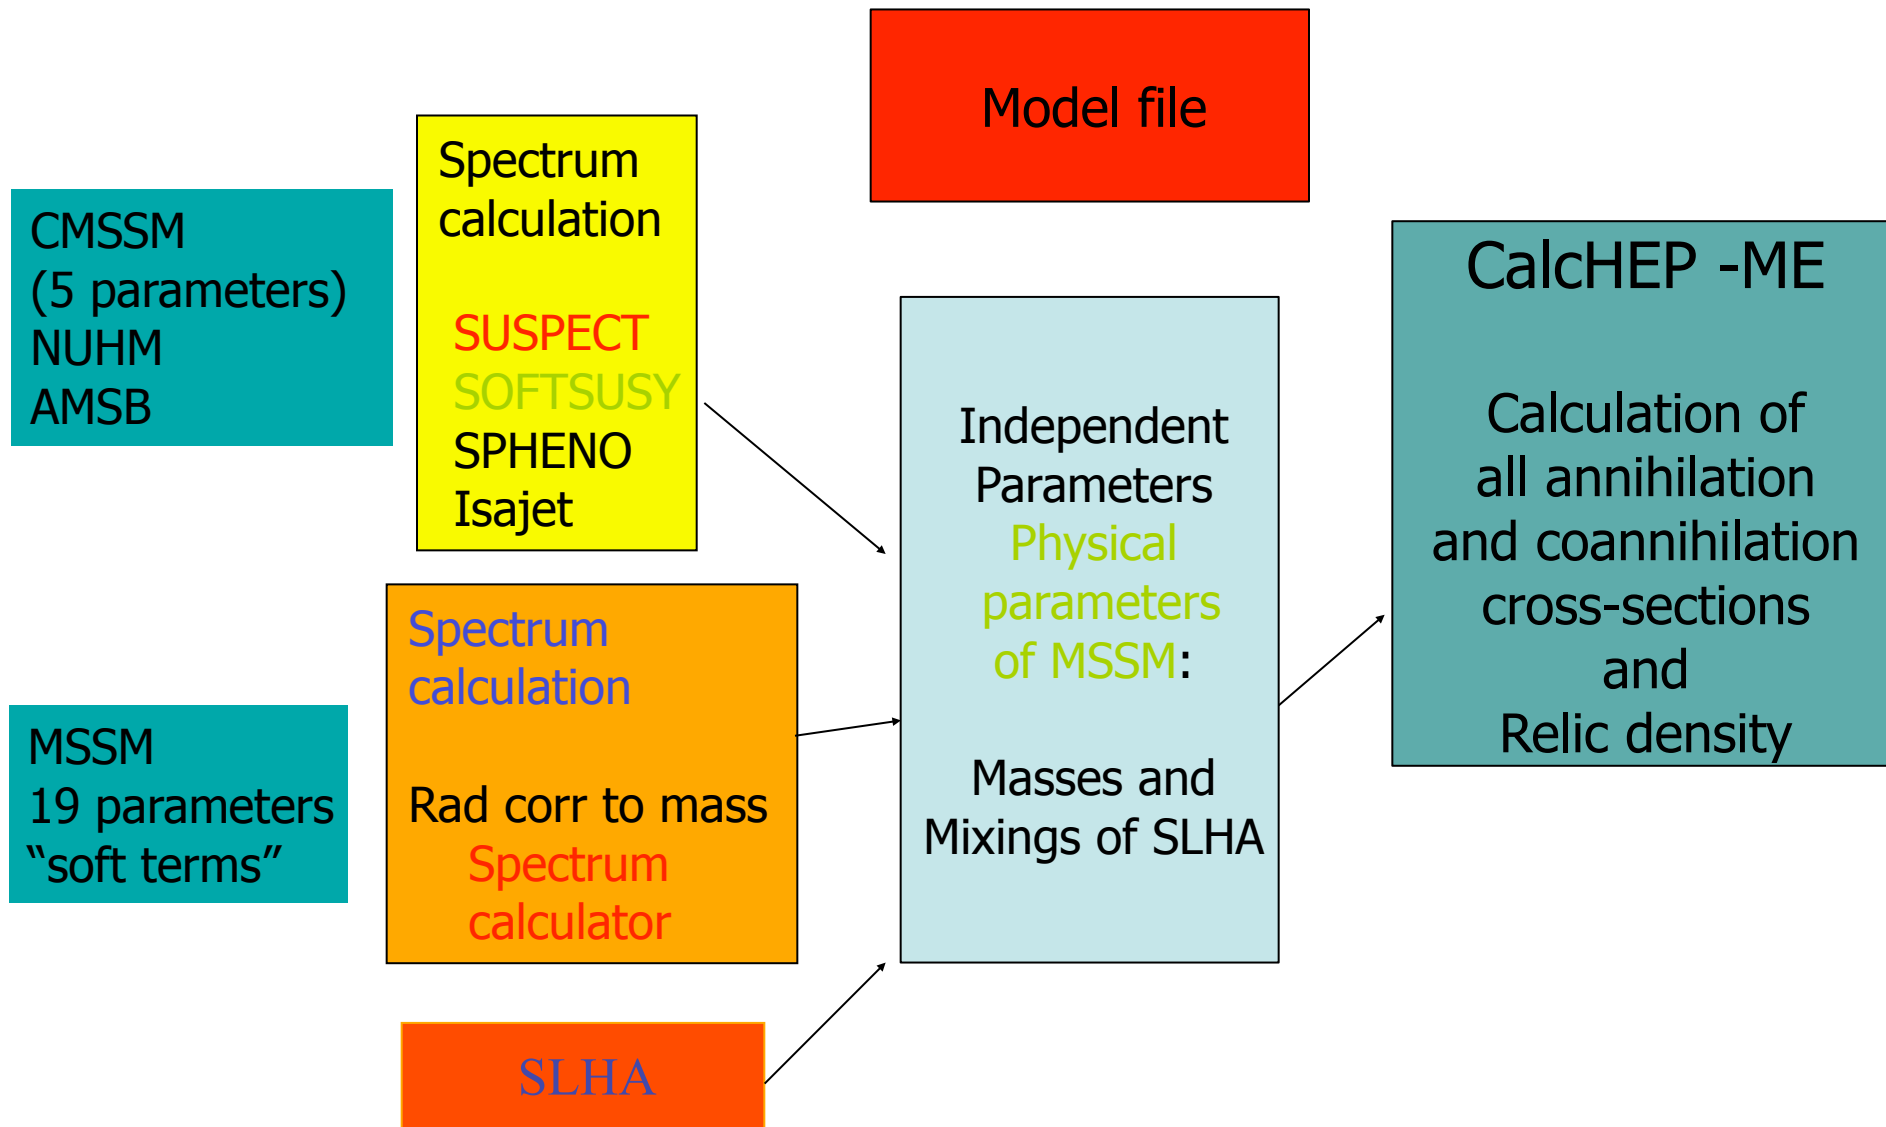 Model file
CMSSM
(5 parameters)
NUHM
AMSB
Spectrum
calculation
SUSPECT
SOFTSUSY
SPHENO
Isajet
MSSM
19 parameters
“soft terms”
Spectrum
calculation
Rad corr to mass
Spectrum
calculator
SLHA
Independent
Parameters
Physical
parameters
of MSSM:
Masses and
Mixings of SLHA
CalcHEP -ME
Calculation of
all annihilation
and coannihilation
cross-sections
and
Relic density